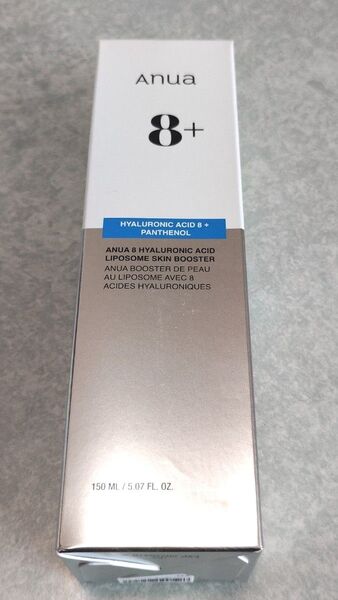 Anua
8+
HYALURONIC ACID 8 +
PANTHENOL
ANUA 8 HYALURONIC ACID
LIPOSOME SKIN BOOSTER
ANUA BOOSTER DE PEAU
AU LIPOSOME AVEC 8
ACIDES HYALURONIQUES
150 ML / 5.07 FL. OZ.